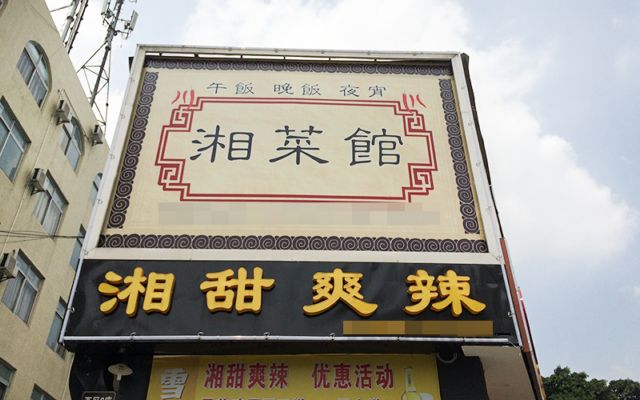 午飯 晚飯 夜宵
湘菜館
湘甜爽辣
雪
湘甜爽辣 优惠活动